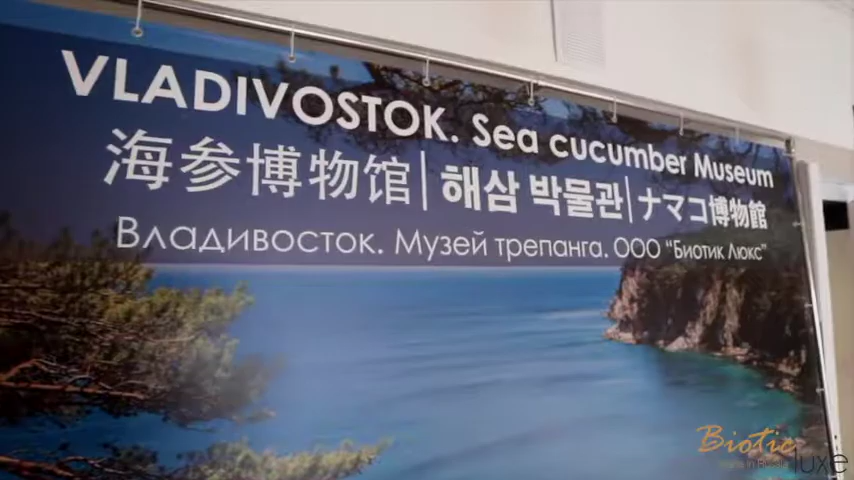 VLADIVOSTOK. Sea cucumber Museum
海参 博物馆 | 해삼 박물관 | ナマコ博物館
Владивосток. Музей трепанга. ООО “Биотик Люкс”
Biotic
luxe